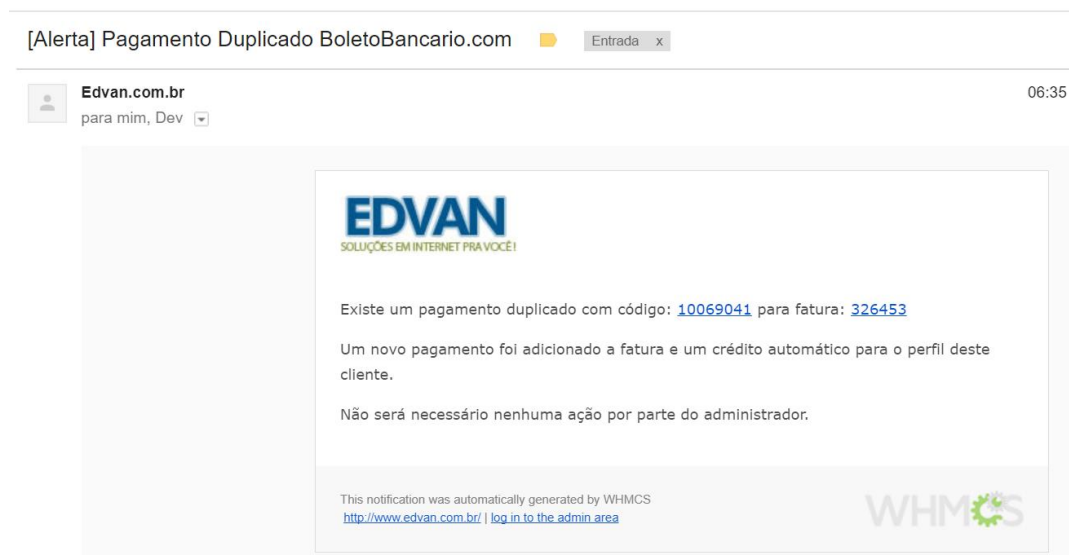 [Alerta] Pagamento Duplicado BoletoBancario.com Entrada x
Edvan.com.br 06:35
para mim, Dev
EDVAN
SOLUÇÕES EM INTERNET PRA VOCÊ!
Existe um pagamento duplicado com código: 10069041 para fatura: 326453
Um novo pagamento foi adicionado a fatura e um crédito automático para o perfil deste
cliente.
Não será necessário nenhuma ação por parte do administrador.
This notification was automatically generated by WHMCS
http://www.edvan.com.br/ | log in to the admin area
WHMCS